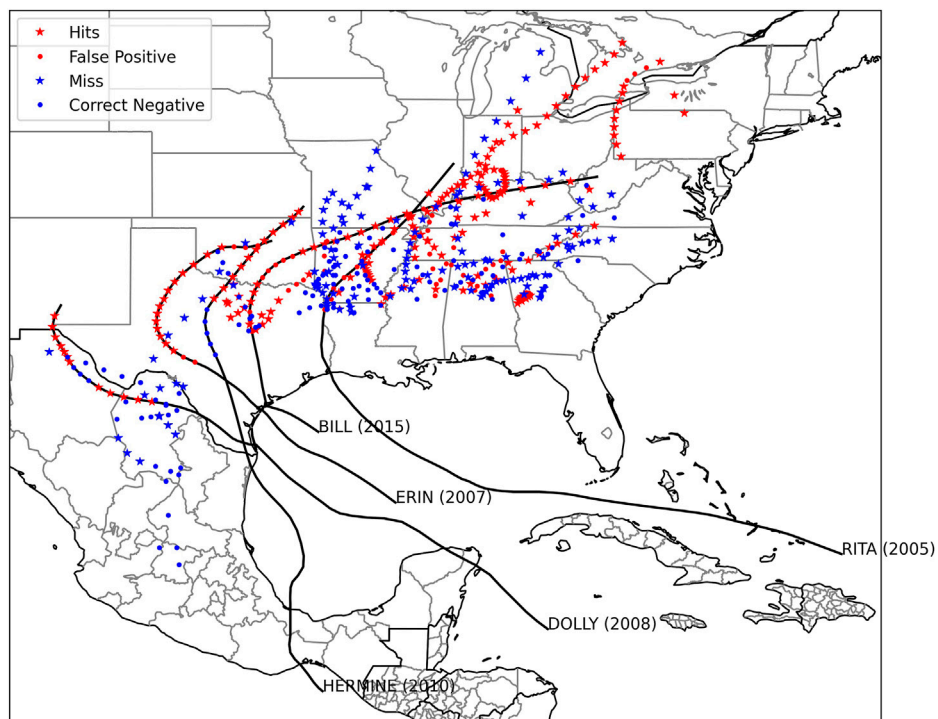 Hits
False Positive
Miss
Correct Negative
BILL (2015)
ERIN (2007)
RITA (2005)
DOLLY (2008)
HERMINE (2010)